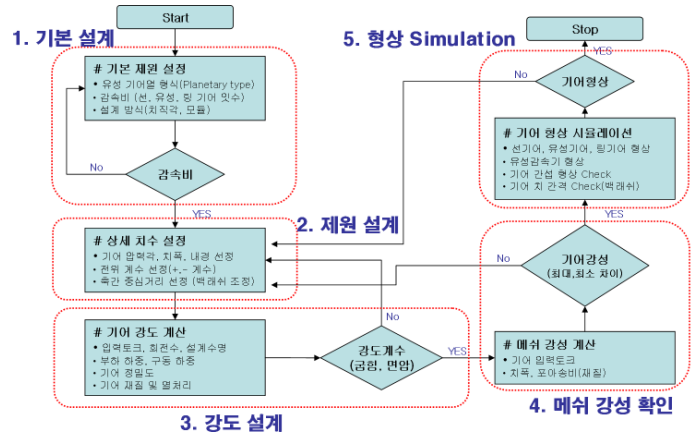 Start
1. 기본 설계
# 기본 재원 설정
• 유성 기어열 형식(Planetary type)
• 감속비 (선, 유성, 링 기어 잇수)
• 설계 방식(치직각, 모듈)
No
감속비
YES
2. 제원 설계
# 상세 치수 설정
• 기어 압력각, 치폭, 내경 선정
• 전위 계수 선정(+,- 계수)
• 축간 중심거리 선정 (백래쉬 조정)
# 기어 강도 계산
• 입력토크, 회전수, 설계수명
• 부하 하중, 구동 하중
• 기어 정밀도
• 기어 재질 및 열처리
No
강도계수
(굽힘, 면압)
YES
3. 강도 설계
# 메쉬 강성 계산
• 기어 입력토크
• 치폭, 포아송비(재질)
4. 메쉬 강성 확인
No
기어강성
(최대,최소 차이)
YES
# 기어 형상 시뮬레이션
• 선기어, 유성기어, 링기어 형상
• 유성감속기 형상
• 기어 간섭 형상 Check
• 기어 치 간격 Check(백래쉬)
No
기어형상
YES
5. 형상 Simulation
Stop